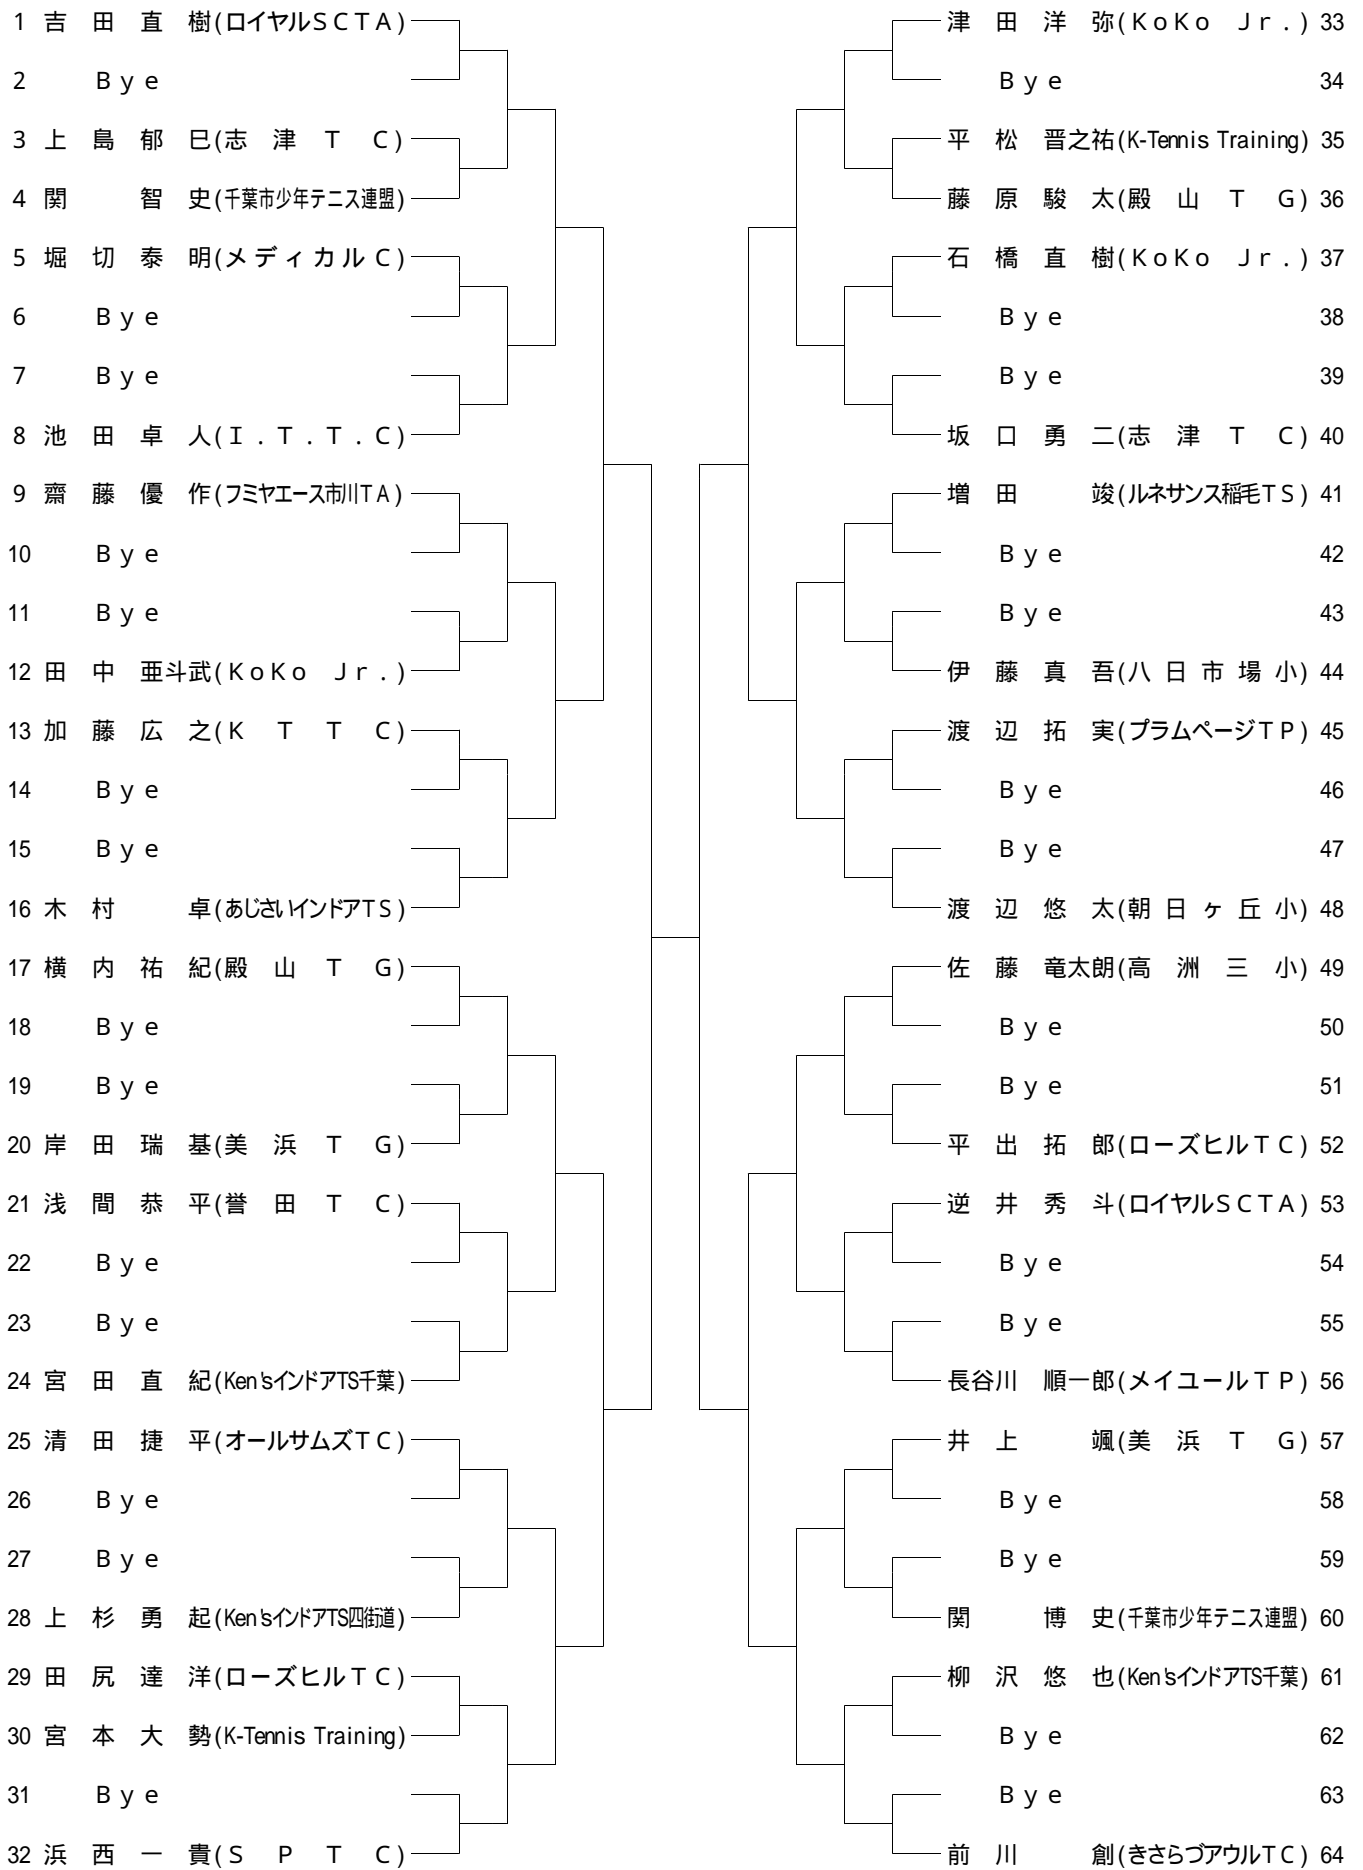 1 吉 田 直 樹(ロイヤルSCTA)
2 Bye
3 上 島 郁 巳(志 津 T C)
4 関 智 史(千葉市少年テニス連盟)
5 堀 切 泰 明(メディカルC)
6 Bye
7 Bye
8 池 田 卓 人(I.T.T.C)
9 齋 藤 優 作(フミヤエース市川TA)
10 Bye
11 Bye
12 田 中 亜斗武(KoKo Jr.)
13 加 藤 広 之(K T T C)
14 Bye
15 Bye
16 木 村 卓(あじさいインドアTS)
17 横 内 祐 紀(殿 山 T G)
18 Bye
19 Bye
20 岸 田 瑞 基(美 浜 T G)
21 浅 間 恭 平(誉 田 T C)
22 Bye
23 Bye
24 宮 田 直 紀(Ken'sインドアTS千葉)
25 清 田 捷 平(オールサムズTC)
26 Bye
27 Bye
28 上 杉 勇 起(Ken'sインドアTS四街道)
29 田 尻 達 洋(ローズヒルTC)
30 宮 本 大 勢(K-Tennis Training)
31 Bye
32 浜 西 一 貴(S P T C)
津 田 洋 弥(KoKo Jr.) 33
Bye 34
平 松 晋之祐(K-Tennis Training) 35
藤 原 駿 太(殿 山 T G) 36
石 橋 直 樹(KoKo Jr.) 37
Bye 38
Bye 39
坂 口 勇 二(志 津 T C) 40
増 田 竣(ルネサンス稲毛TS) 41
Bye 42
Bye 43
伊 藤 真 吾(八 日 市 場 小) 44
渡 辺 拓 実(プラムページTP) 45
Bye 46
Bye 47
渡 辺 悠 太(朝 日 ヶ 丘 小) 48
佐 藤 竜太朗(高 洲 三 小) 49
Bye 50
Bye 51
平 出 拓 郎(ローズヒルTC) 52
逆 井 秀 斗(ロイヤルSCTA) 53
Bye 54
Bye 55
長谷川 順一郎(メイユールTP) 56
井 上 颯(美 浜 T G) 57
Bye 58
Bye 59
関 博 史(千葉市少年テニス連盟) 60
柳 沢 悠 也(Ken'sインドアTS千葉) 61
Bye 62
Bye 63
前 川 創(きさらづアウルTC) 64